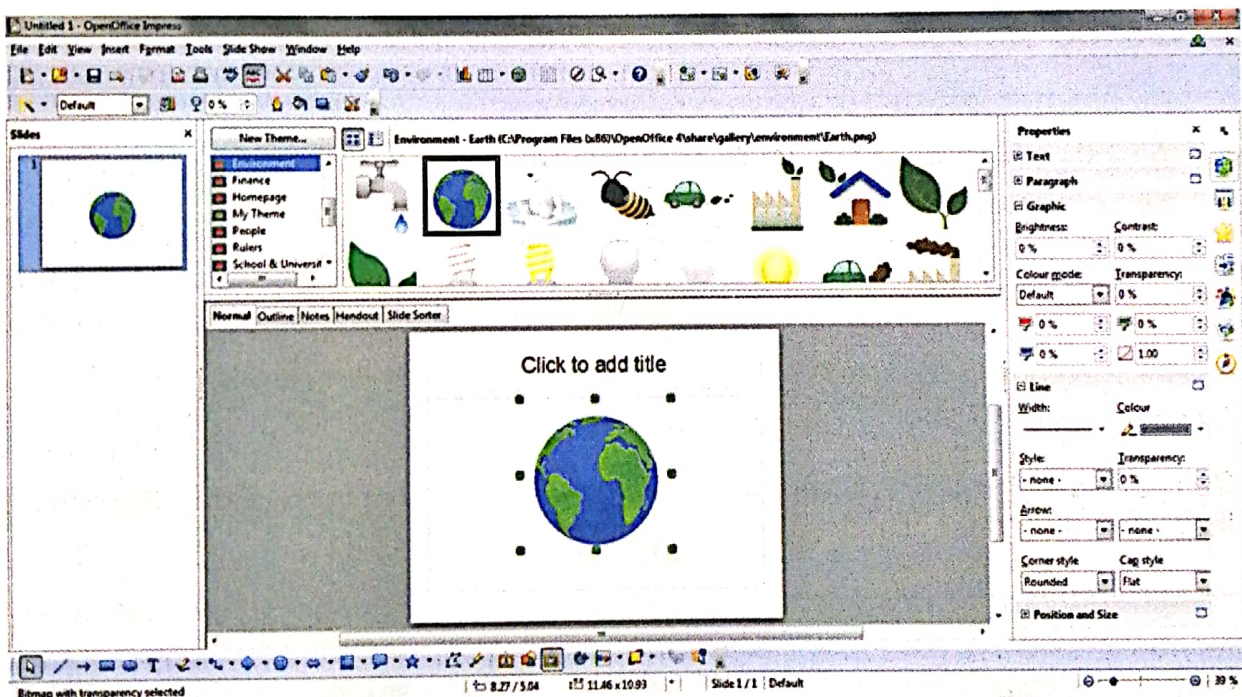 Untitled 1 - OpenOffice Impress
File Edit View Insert Format Tools Slide Show Window Help
Default 0 %
Slides
1
New Theme...
Environment - Earth (C:\Program Files (x86)\OpenOffice 4\share\gallery\environment\Earth.png)
Environment
Finance
Homepage
My Theme
People
Rulers
School & Universit
Normal Outline Notes Handout Slide Sorter
Click to add title
Properties
Text
Paragraph
Graphic
Brightness: Contrast:
0 % 0 %
Colour mode: Transparency:
Default 0 %
0 % 0 %
0 % 1.00
Line
Width: Colour
Style: Transparency:
- none - 0 %
Arrow:
- none - - none -
Corner style Cap style
Rounded Flat
Position and Size
T
Bitmap with transparency selected 8.27 / 5.04 11.46 x 10.93 * Slide 1 / 1 Default 39 %